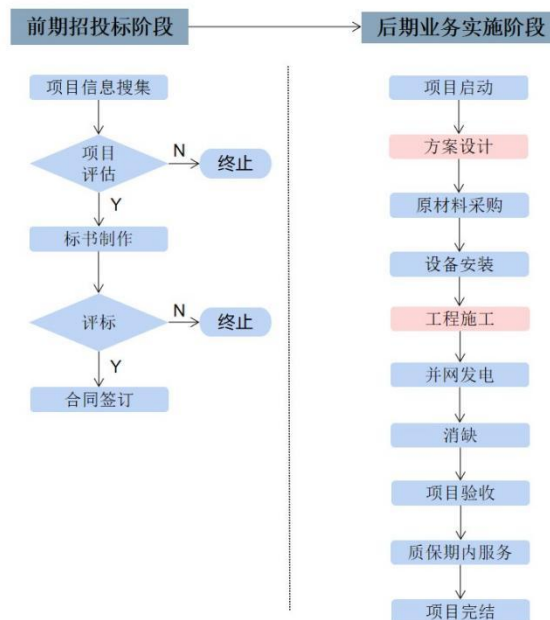 前期招投标阶段
后期业务实施阶段
项目信息搜集
项目
评估
N
终止
Y
标书制作
评标
N
终止
Y
合同签订
项目启动
方案设计
原材料采购
设备安装
工程施工
并网发电
消缺
项目验收
质保期内服务
项目完结